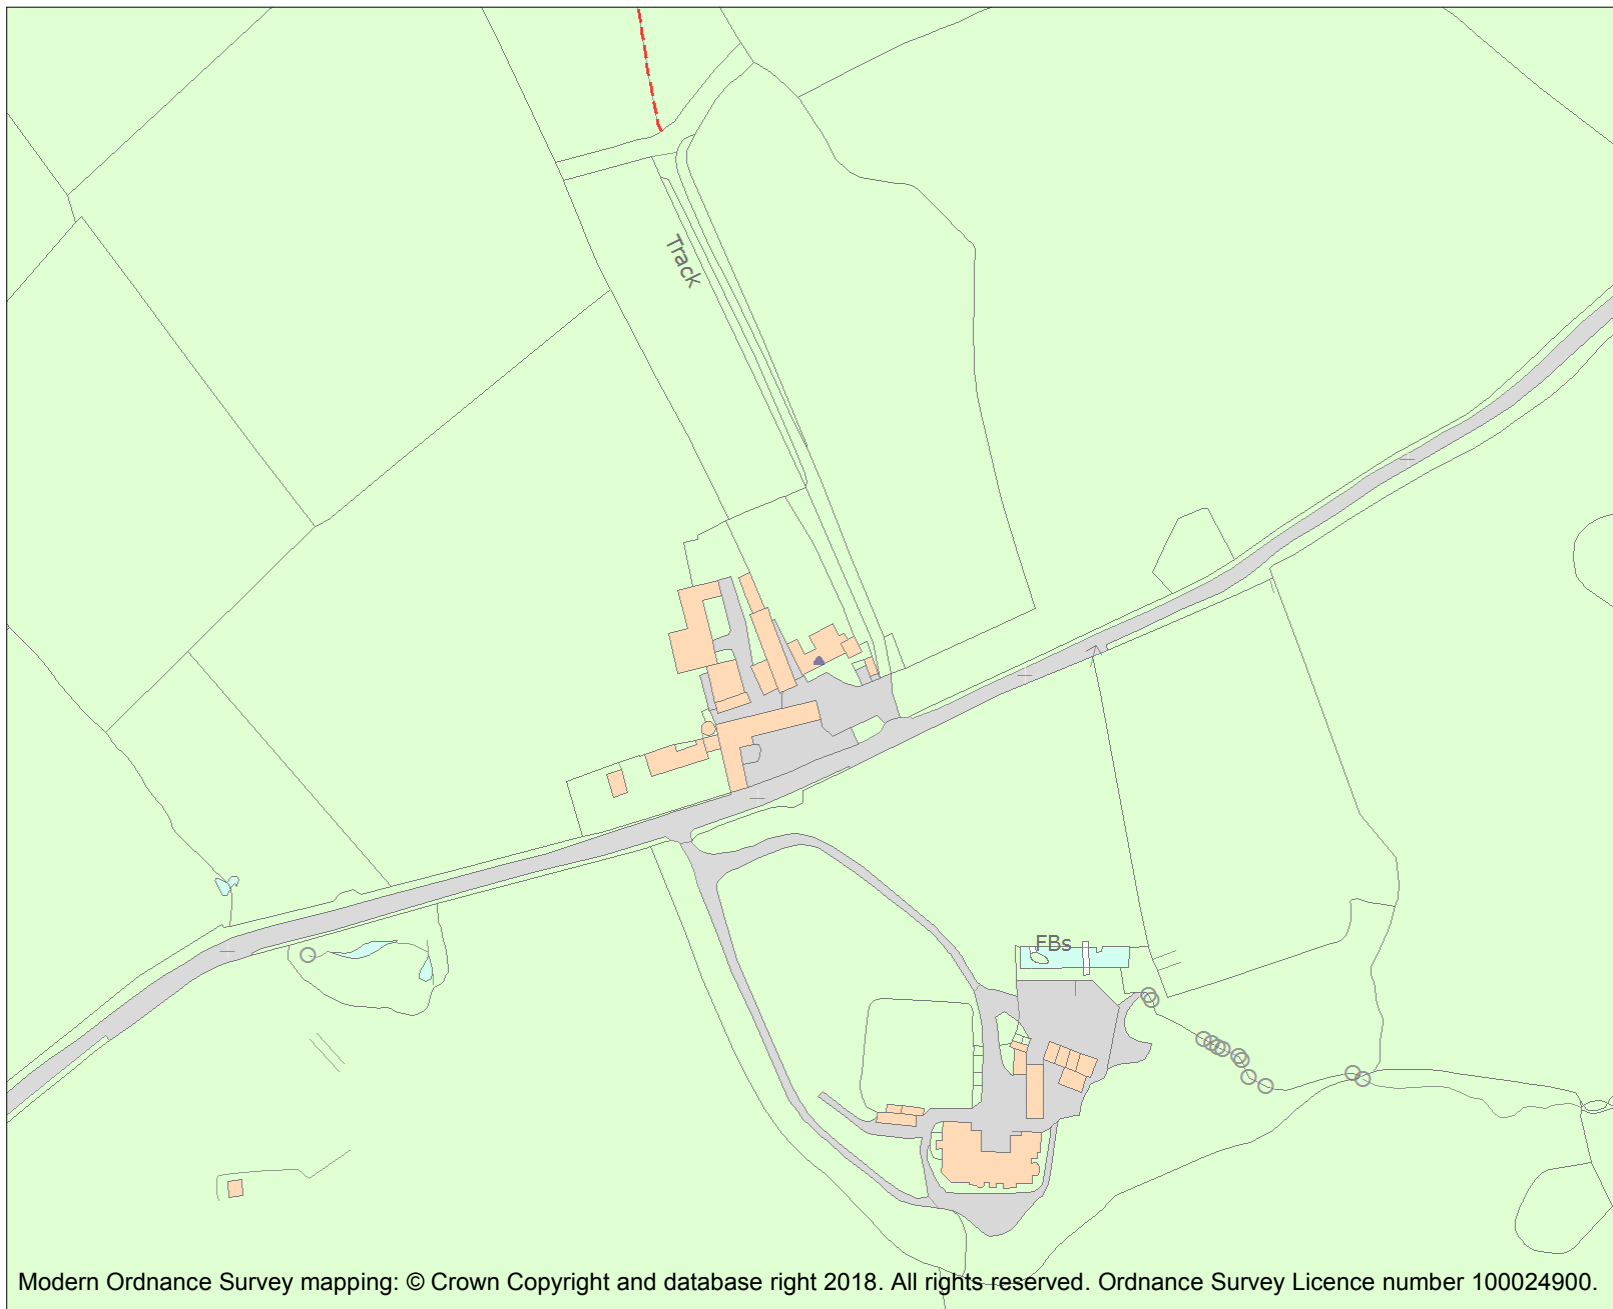 Track
FBs
Modern Ordnance Survey mapping: © Crown Copyright and database right 2018. All rights reserved. Ordnance Survey Licence number 100024900.